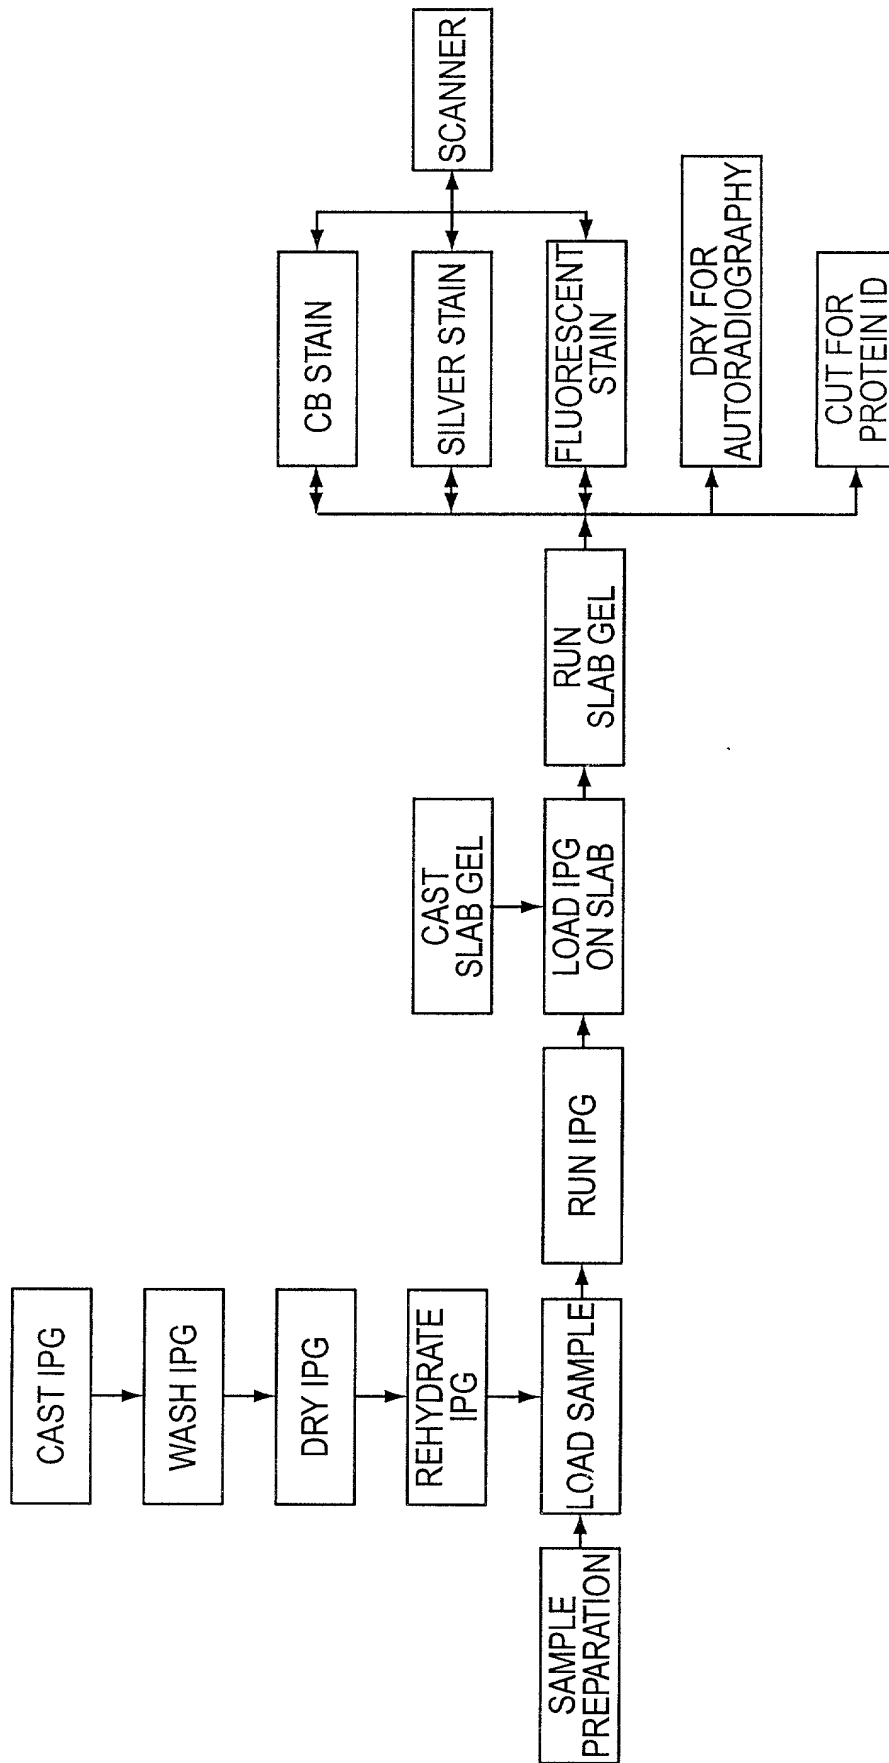 CAST IPG
WASH IPG
DRY IPG
REHYDRATE
IPG
SAMPLE
PREPARATION
LOAD SAMPLE
RUN IPG
CAST
SLAB GEL
LOAD IPG
ON SLAB
RUN
SLAB GEL
CB STAIN
SILVER STAIN
FLUORESCENT
STAIN
DRY FOR
AUTORADIOGRAPHY
CUT FOR
PROTEIN ID
SCANNER